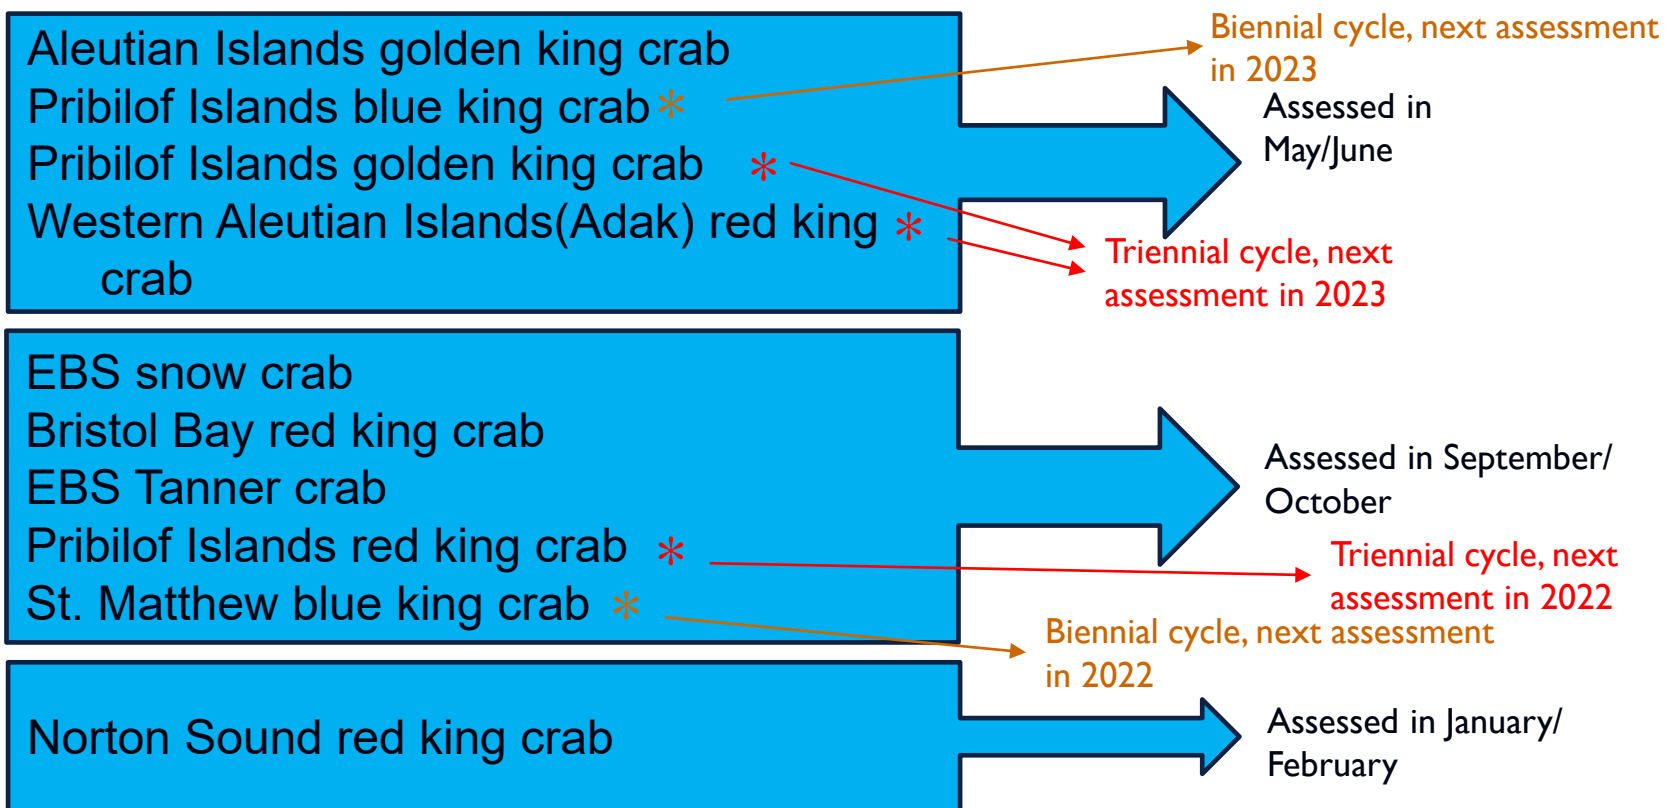 Aleutian Islands golden king crab
Pribilof Islands blue king crab*
Pribilof Islands golden king crab *
Western Aleutian Islands(Adak) red king *
crab
Biennial cycle, next assessment
in 2023
Assessed in
May/June
Triennial cycle, next
assessment in 2023
EBS snow crab
Bristol Bay red king crab
EBS Tanner crab
Pribilof Islands red king crab *
St. Matthew blue king crab *
Assessed in September/
October
Triennial cycle, next
assessment in 2022
Biennial cycle, next assessment
in 2022
Norton Sound red king crab
Assessed in January/
February